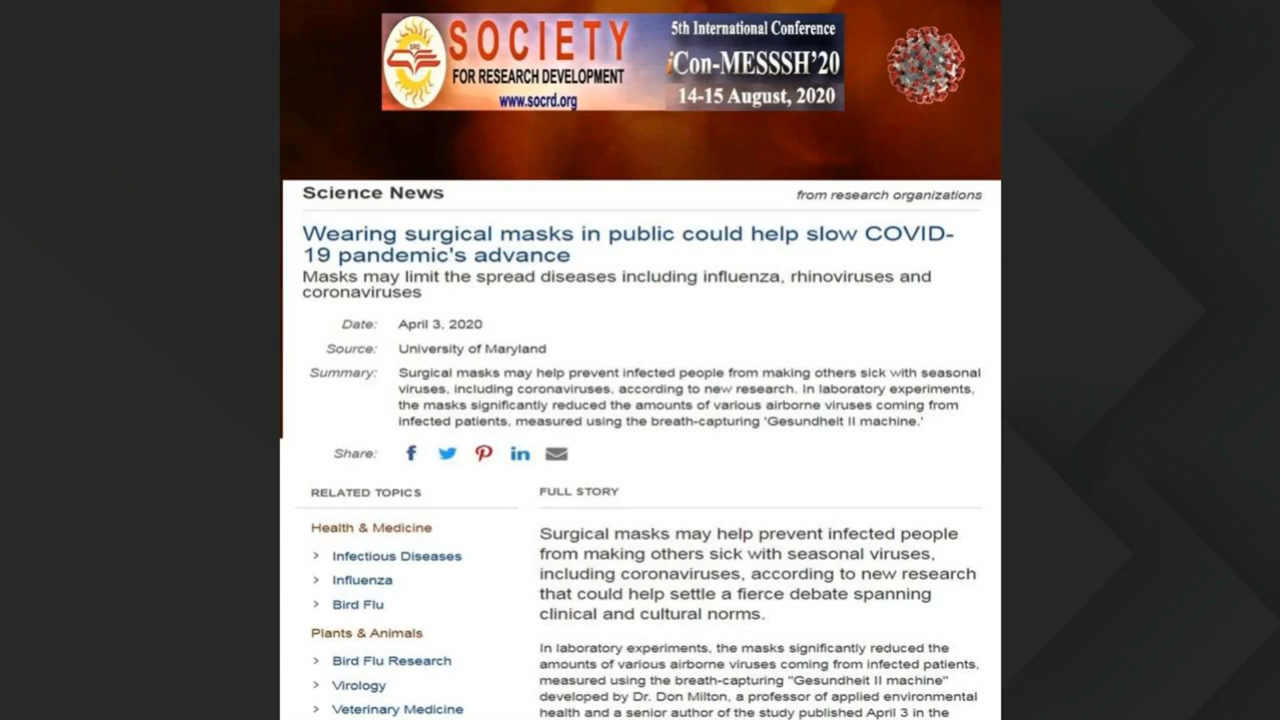 SRD
SOCIETY
FOR RESEARCH DEVELOPMENT
www.socrd.org
5th International Conference
iCon-MESSSH'20
14-15 August, 2020
Science News
from research organizations
Wearing surgical masks in public could help slow COVID-
19 pandemic's advance
Masks may limit the spread diseases including influenza, rhinoviruses and
coronaviruses
Date: April 3, 2020
Source: University of Maryland
Summary: Surgical masks may help prevent infected people from making others sick with seasonal
viruses, including coronaviruses, according to new research. In laboratory experiments,
the masks significantly reduced the amounts of various airborne viruses coming from
infected patients, measured using the breath-capturing 'Gesundheit II machine.'
Share: f in
RELATED TOPICS
Health & Medicine
> Infectious Diseases
> Influenza
> Bird Flu
Plants & Animals
> Bird Flu Research
> Virology
> Veterinary Medicine
FULL STORY
Surgical masks may help prevent infected people
from making others sick with seasonal viruses,
including coronaviruses, according to new research
that could help settle a fierce debate spanning
clinical and cultural norms.
In laboratory experiments, the masks significantly reduced the
amounts of various airborne viruses coming from infected patients,
measured using the breath-capturing "Gesundheit II machine"
developed by Dr. Don Milton, a professor of applied environmental
health and a senior author of the study published April 3 in the